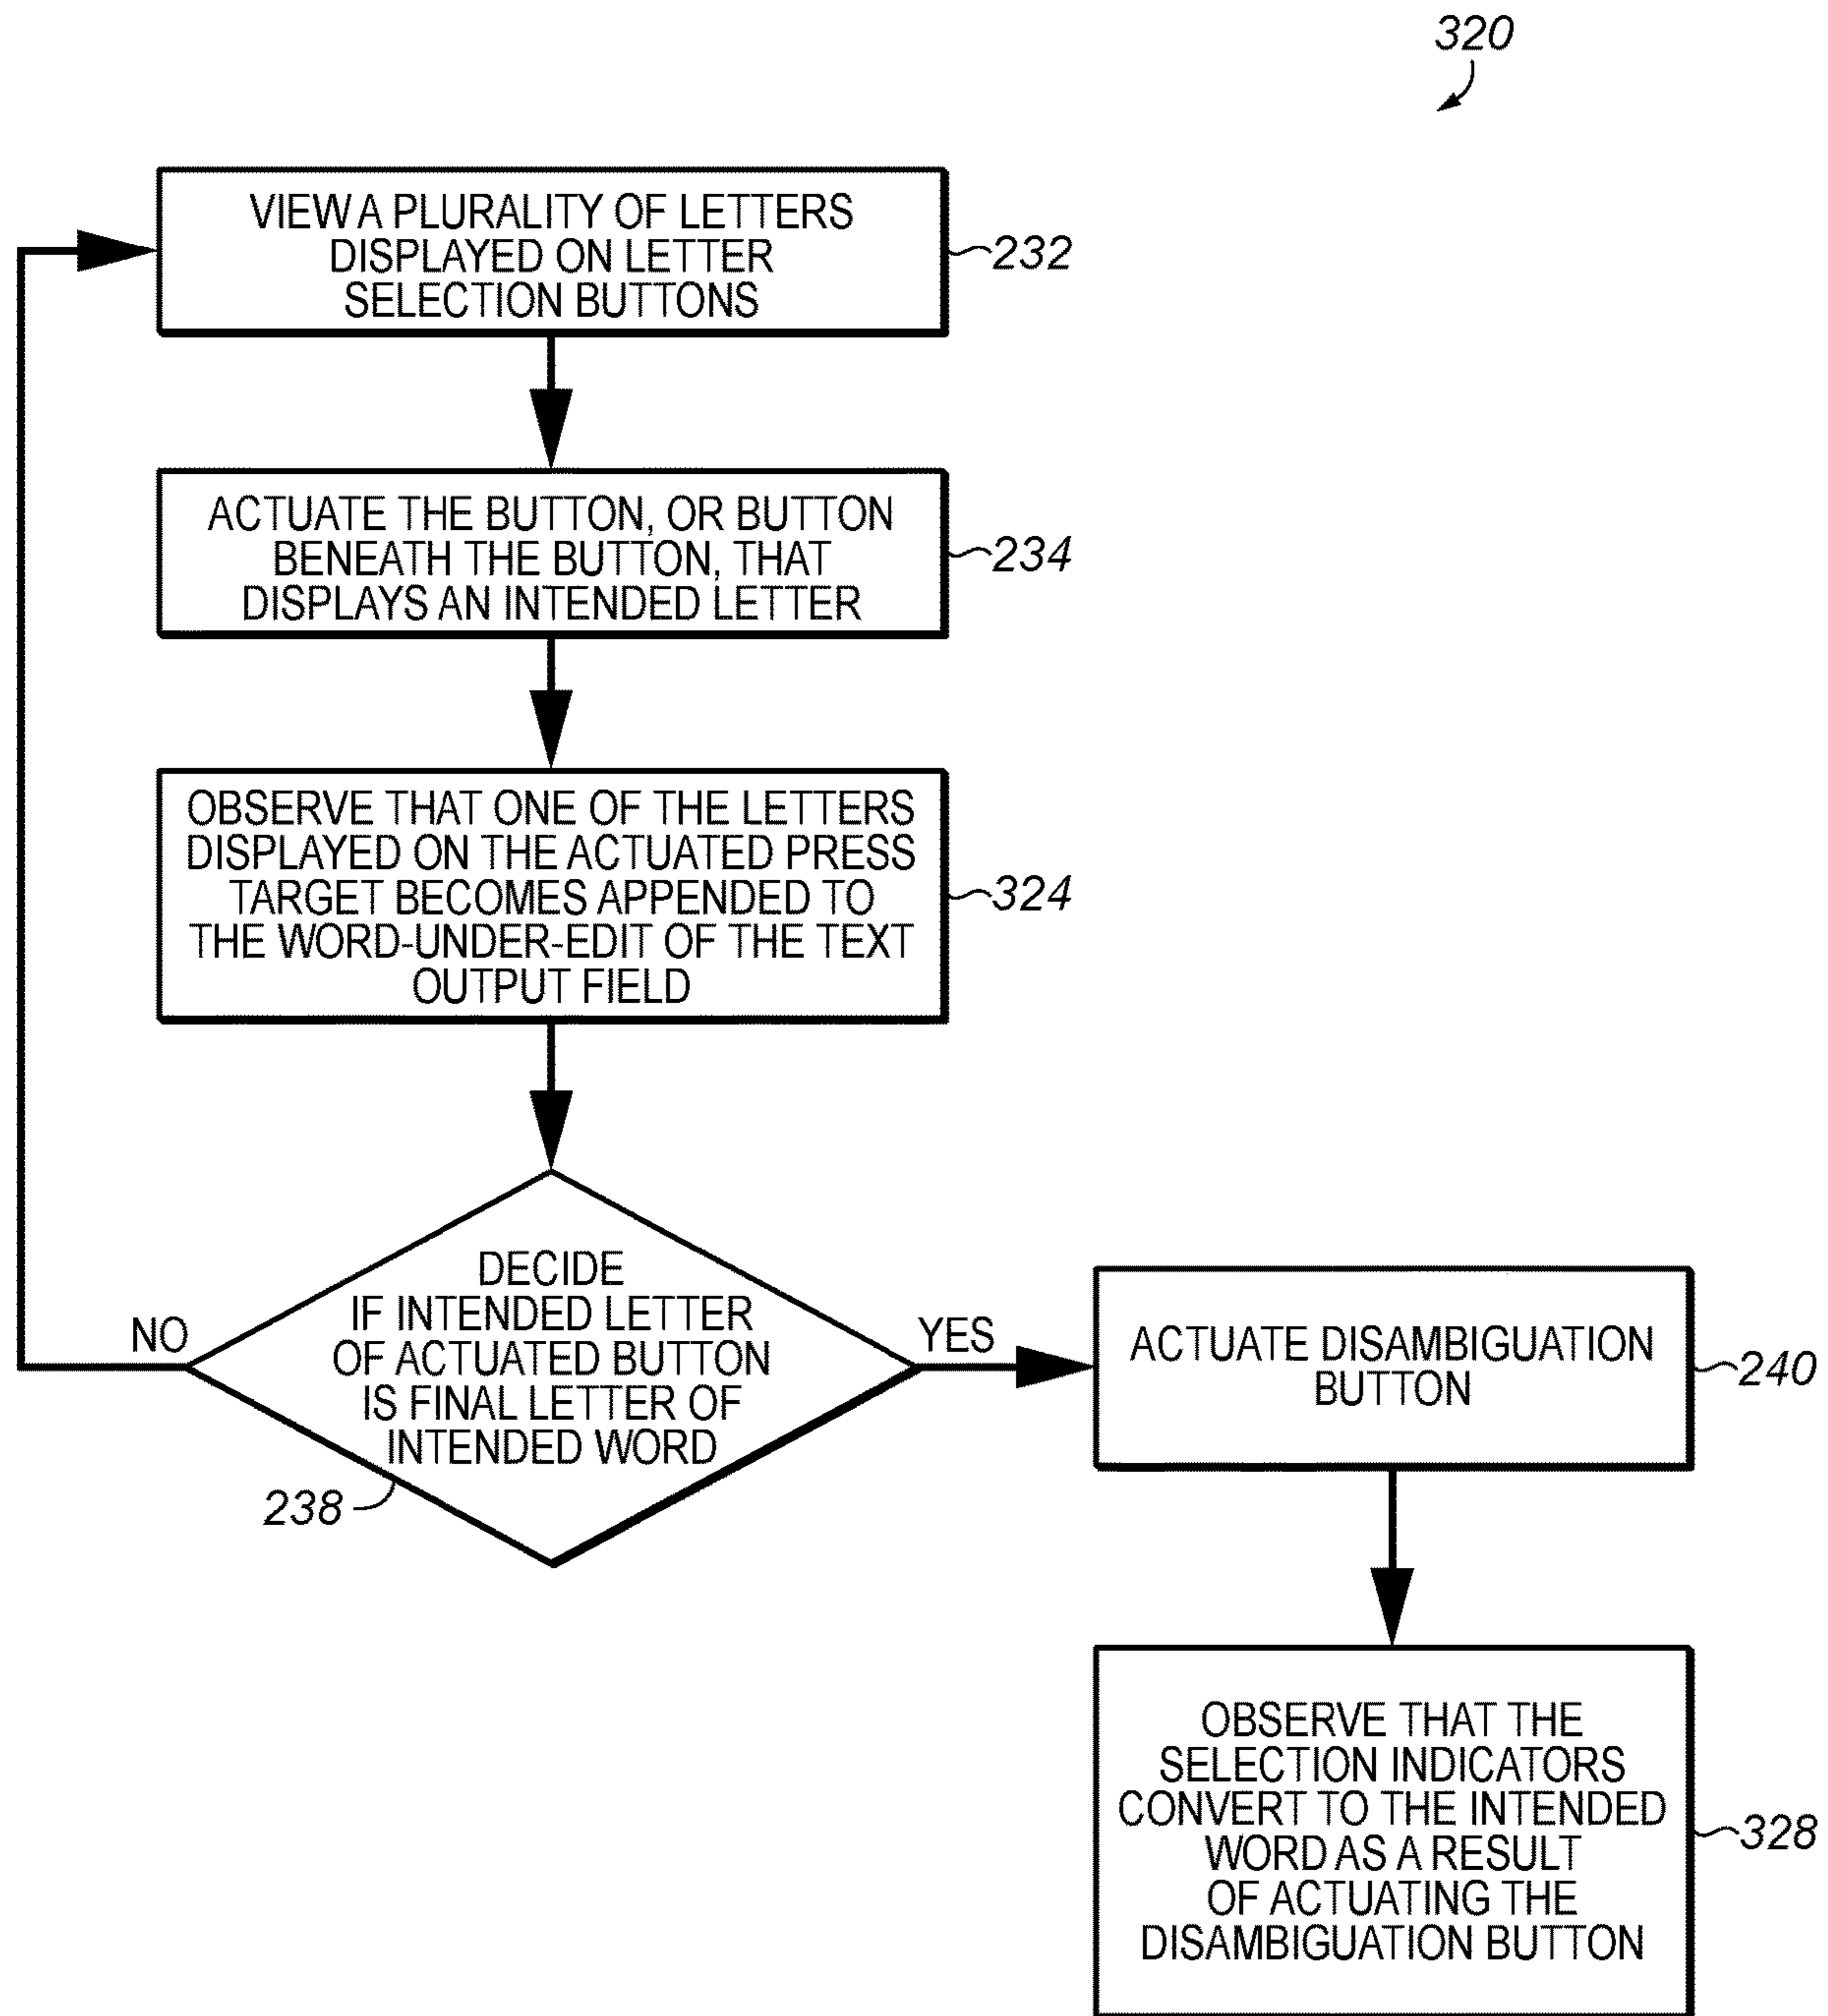 320
VIEW A PLURALITY OF LETTERS
DISPLAYED ON LETTER
SELECTION BUTTONS
232
ACTUATE THE BUTTON, OR BUTTON
BENEATH THE BUTTON, THAT
DISPLAYS AN INTENDED LETTER
234
OBSERVE THAT ONE OF THE LETTERS
DISPLAYED ON THE ACTUATED PRESS
TARGET BECOMES APPENDED TO
THE WORD-UNDER-EDIT OF THE TEXT
OUTPUT FIELD
324
DECIDE
IF INTENDED LETTER
OF ACTUATED BUTTON
IS FINAL LETTER OF
INTENDED WORD
NO
YES
238
ACTUATE DISAMBIGUATION
BUTTON
240
OBSERVE THAT THE
SELECTION INDICATORS
CONVERT TO THE INTENDED
WORD AS A RESULT
OF ACTUATING THE
DISAMBIGUATION BUTTON
328